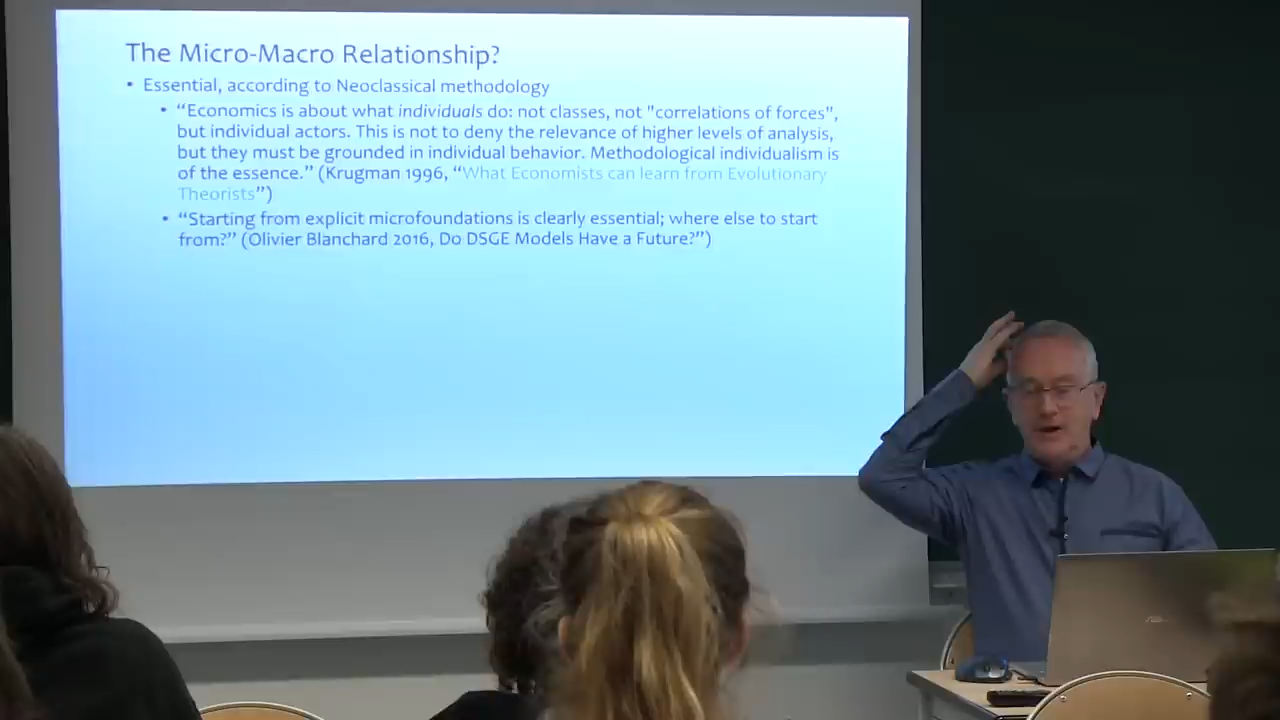 The Micro-Macro Relationship?
• Essential, according to Neoclassical methodology
• “Economics is about what individuals do: not classes, not "correlations of forces",
but individual actors. This is not to deny the relevance of higher levels of analysis,
but they must be grounded in individual behavior. Methodological individualism is
of the essence.” (Krugman 1996, “What Economists can learn from Evolutionary
Theorists”)
• “Starting from explicit microfoundations is clearly essential; where else to start
from?” (Olivier Blanchard 2016, Do DSGE Models Have a Future?”)